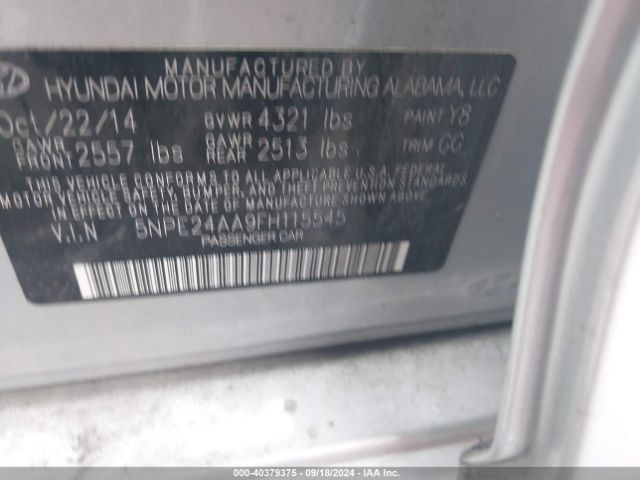 MANUFACTURED BY
HYUNDAI MOTOR MANUFACTURING ALABAMA, LLC
Oct/22/14 GVWR 4321 lbs PAINT Y8
GAWR FRONT 2557 lbs GAWR REAR 2513 lbs TRIM GG
THIS VEHICLE CONFORMS TO ALL APPLICABLE U.S.A. FEDERAL
MOTOR VEHICLE SAFETY, BUMPER, AND THEFT PREVENTION STANDARDS
IN EFFECT ON THE DATE OF MANUFACTURE SHOWN ABOVE
V.I.N 5NPE24AA9FH115545
PASSENGER CAR
000-40379375 - 09/18/2024 - IAA Inc.